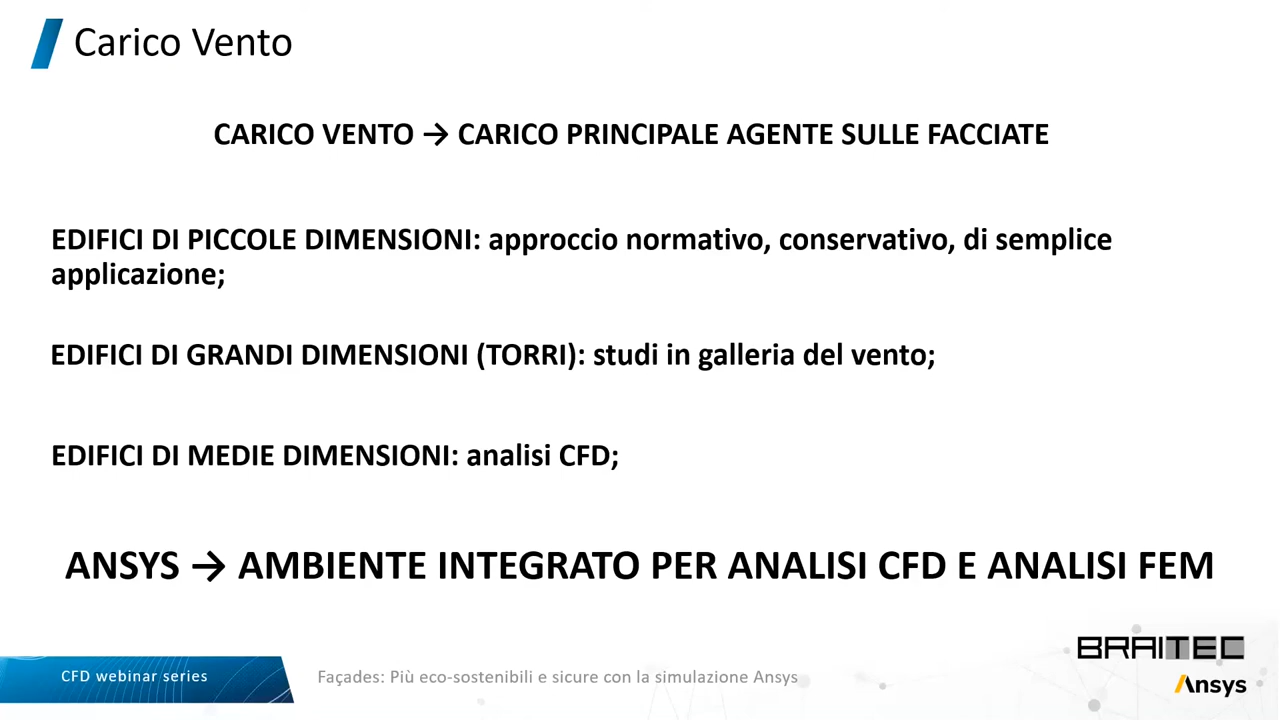 Carico Vento
CARICO VENTO → CARICO PRINCIPALE AGENTE SULLE FACCIATE
EDIFICI DI PICCOLE DIMENSIONI: approccio normativo, conservativo, di semplice
applicazione;
EDIFICI DI GRANDI DIMENSIONI (TORRI): studi in galleria del vento;
EDIFICI DI MEDIE DIMENSIONI: analisi CFD;
ANSYS → AMBIENTE INTEGRATO PER ANALISI CFD E ANALISI FEM
BRAITEC
CFD webinar series
Façades: Più eco-sostenibili e sicure con la simulazione Ansys
Ansys